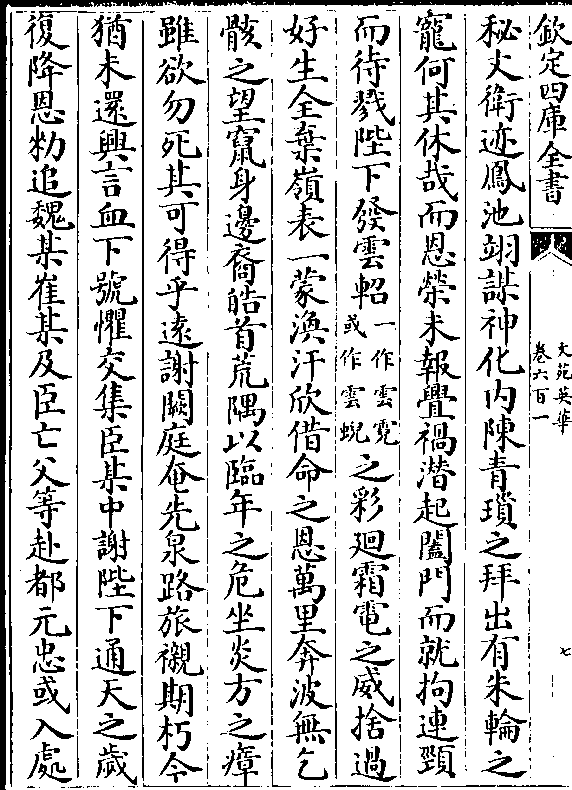 欽定四庫全書
文苑英華
卷六百一
七
秘文衛迹鳳池翊謀神化内陳青瑣之拜出有朱輪之
寵何其休哉而恩榮未報舋禍潜起闔門而就拘連頸
而待戮陛下發雲軺一作雲霓或作雲蜺之彩廻霜電之威捨過
好生全棄嶺表一蒙渙汗欣借命之恩萬里奔波無乞
骸之望竄身邊裔皓首荒隅以臨年之危坐炎方之瘴
雖欲勿死其可得乎遠謝闕庭奄先泉路旅櫬期朽今
猶未還興言血下號懼交集臣某中謝陛下通天之歲
復降恩勑追魏某崔某及臣亡父等赴都元忠或入處